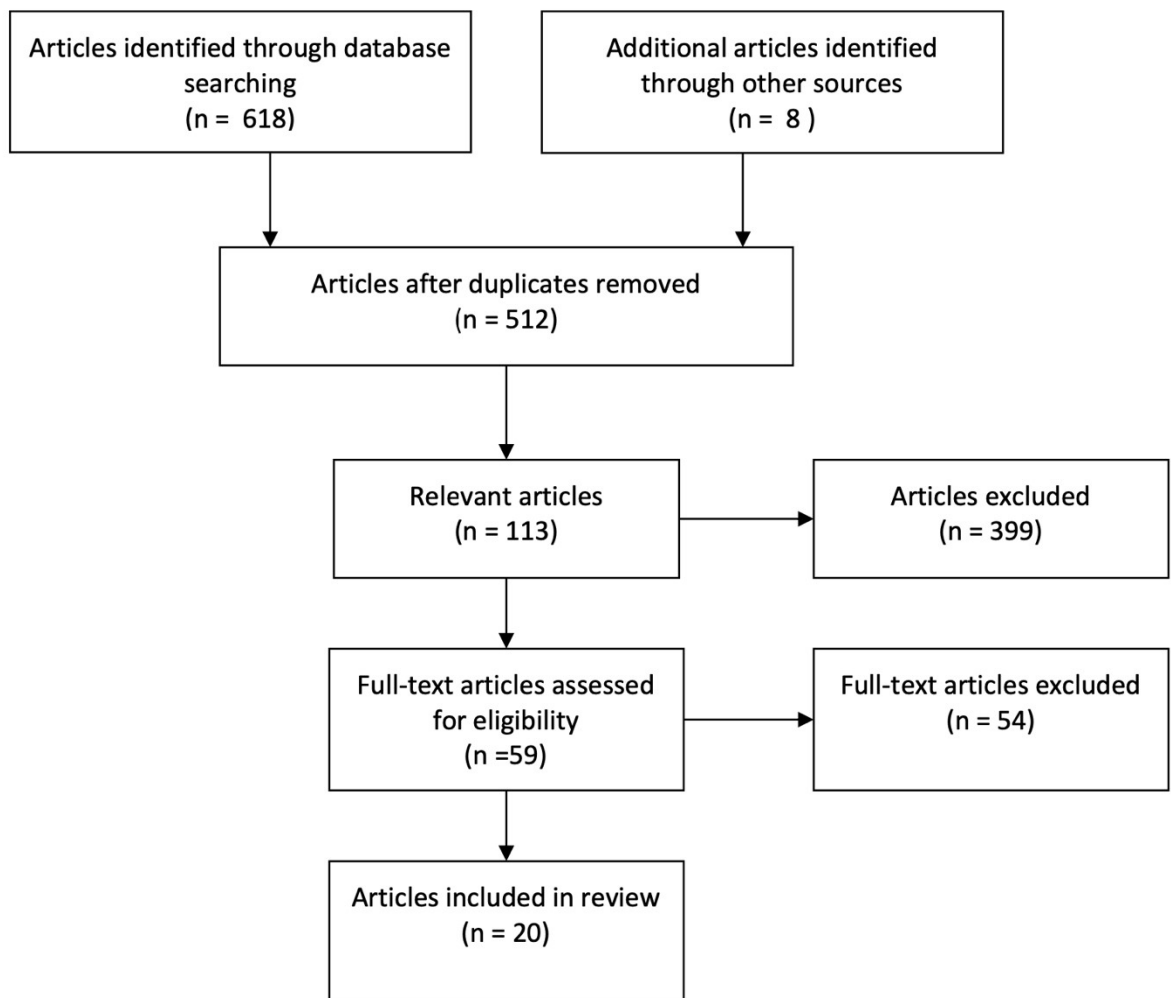 Articles identified through database
searching
(n = 618)
Additional articles identified
through other sources
(n = 8 )
Articles after duplicates removed
(n = 512)
Relevant articles
(n = 113)
Articles excluded
(n = 399)
Full-text articles assessed
for eligibility
(n =59)
Full-text articles excluded
(n = 54)
Articles included in review
(n = 20)